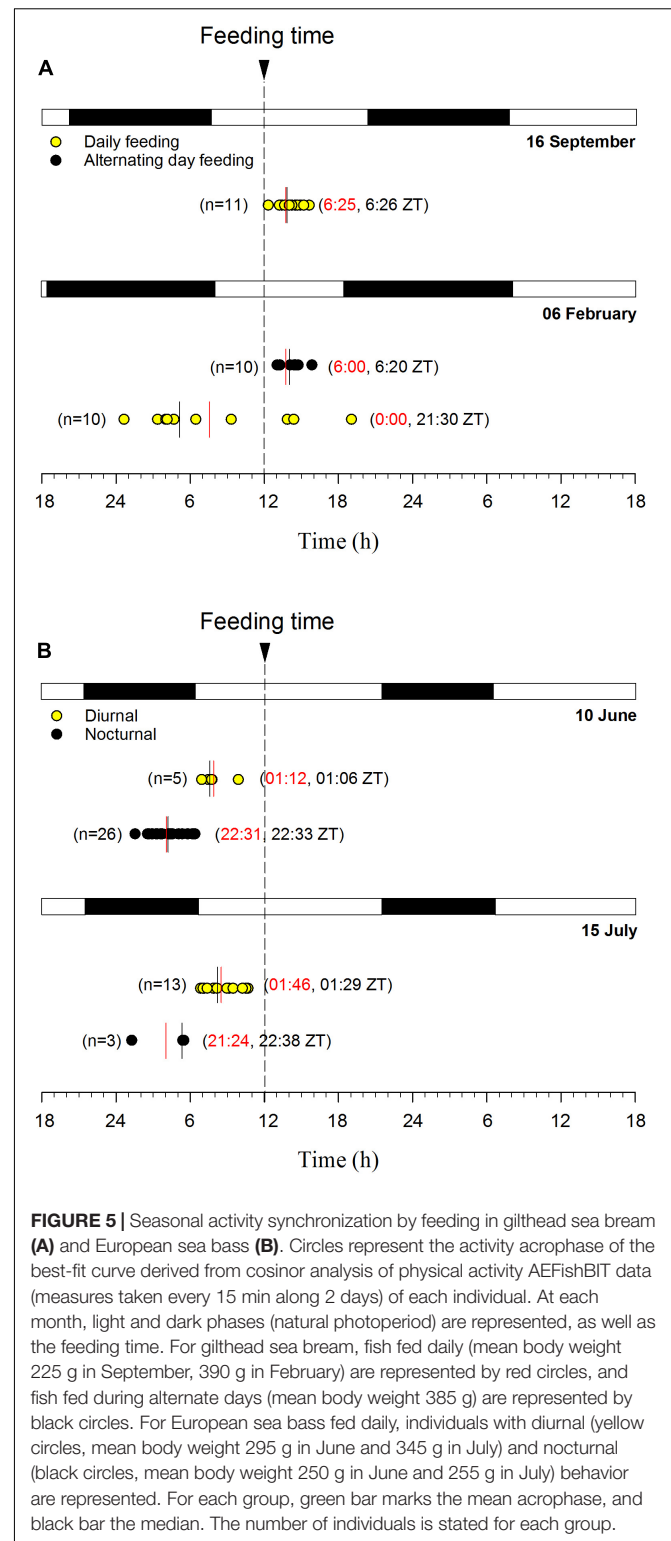 Feeding time
A
16 September
Daily feeding
Alternating day feeding
(n=11) (6:25, 6:26 ZT)
06 February
(n=10) (6:00, 6:20 ZT)
(n=10) (0:00, 21:30 ZT)
18 24 6 12 18 24 6 12 18
Time (h)
Feeding time
B
10 June
Diurnal
Nocturnal
(n=5) (01:12, 01:06 ZT)
(n=26) (22:31, 22:33 ZT)
15 July
(n=13) (01:46, 01:29 ZT)
(n=3) (21:24, 22:38 ZT)
18 24 6 12 18 24 6 12 18
Time (h)
FIGURE 5 | Seasonal activity synchronization by feeding in gilthead sea bream
(A) and European sea bass (B). Circles represent the activity acrophase of the
best-fit curve derived from cosinor analysis of physical activity AEFishBIT data
(measures taken every 15 min along 2 days) of each individual. At each
month, light and dark phases (natural photoperiod) are represented, as well as
the feeding time. For gilthead sea bream, fish fed daily (mean body weight
225 g in September, 390 g in February) are represented by red circles, and
fish fed during alternate days (mean body weight 385 g) are represented by
black circles. For European sea bass fed daily, individuals with diurnal (yellow
circles, mean body weight 295 g in June and 345 g in July) and nocturnal
(black circles, mean body weight 250 g in June and 255 g in July) behavior
are represented. For each group, green bar marks the mean acrophase, and
black bar the median. The number of individuals is stated for each group.